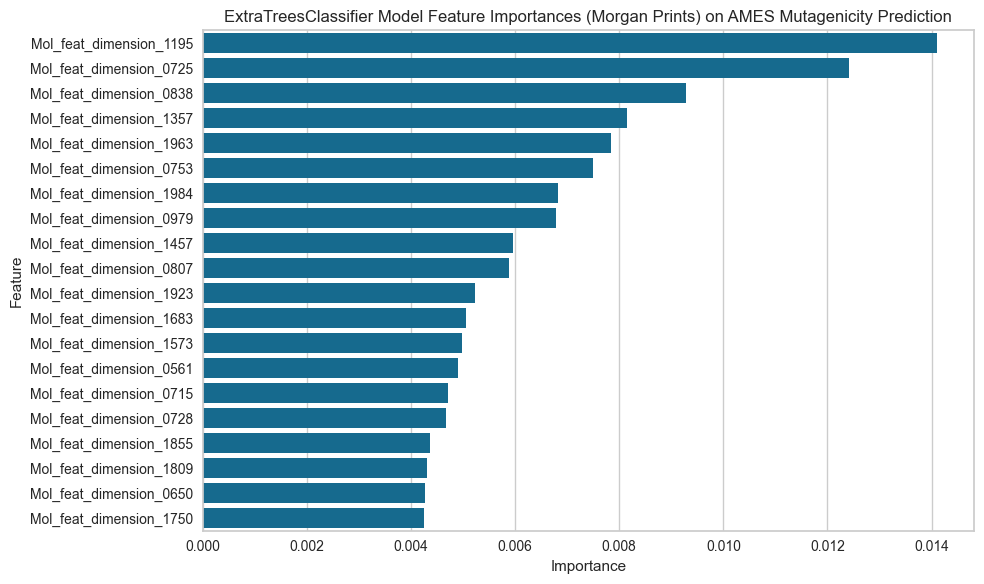 ExtraTreesClassifier Model Feature Importances (Morgan Prints) on AMES Mutagenicity Prediction
Feature
Mol_feat_dimension_1195
Mol_feat_dimension_0725
Mol_feat_dimension_0838
Mol_feat_dimension_1357
Mol_feat_dimension_1963
Mol_feat_dimension_0753
Mol_feat_dimension_1984
Mol_feat_dimension_0979
Mol_feat_dimension_1457
Mol_feat_dimension_0807
Mol_feat_dimension_1923
Mol_feat_dimension_1683
Mol_feat_dimension_1573
Mol_feat_dimension_0561
Mol_feat_dimension_0715
Mol_feat_dimension_0728
Mol_feat_dimension_1855
Mol_feat_dimension_1809
Mol_feat_dimension_0650
Mol_feat_dimension_1750
0.000 0.002 0.004 0.006 0.008 0.010 0.012 0.014
Importance